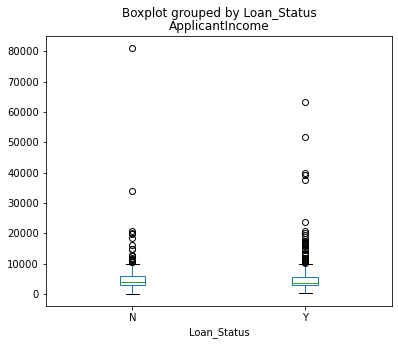 Boxplot grouped by Loan_Status
ApplicantIncome
80000
70000
60000
50000
40000
30000
20000
10000
0
N
Y
Loan_Status